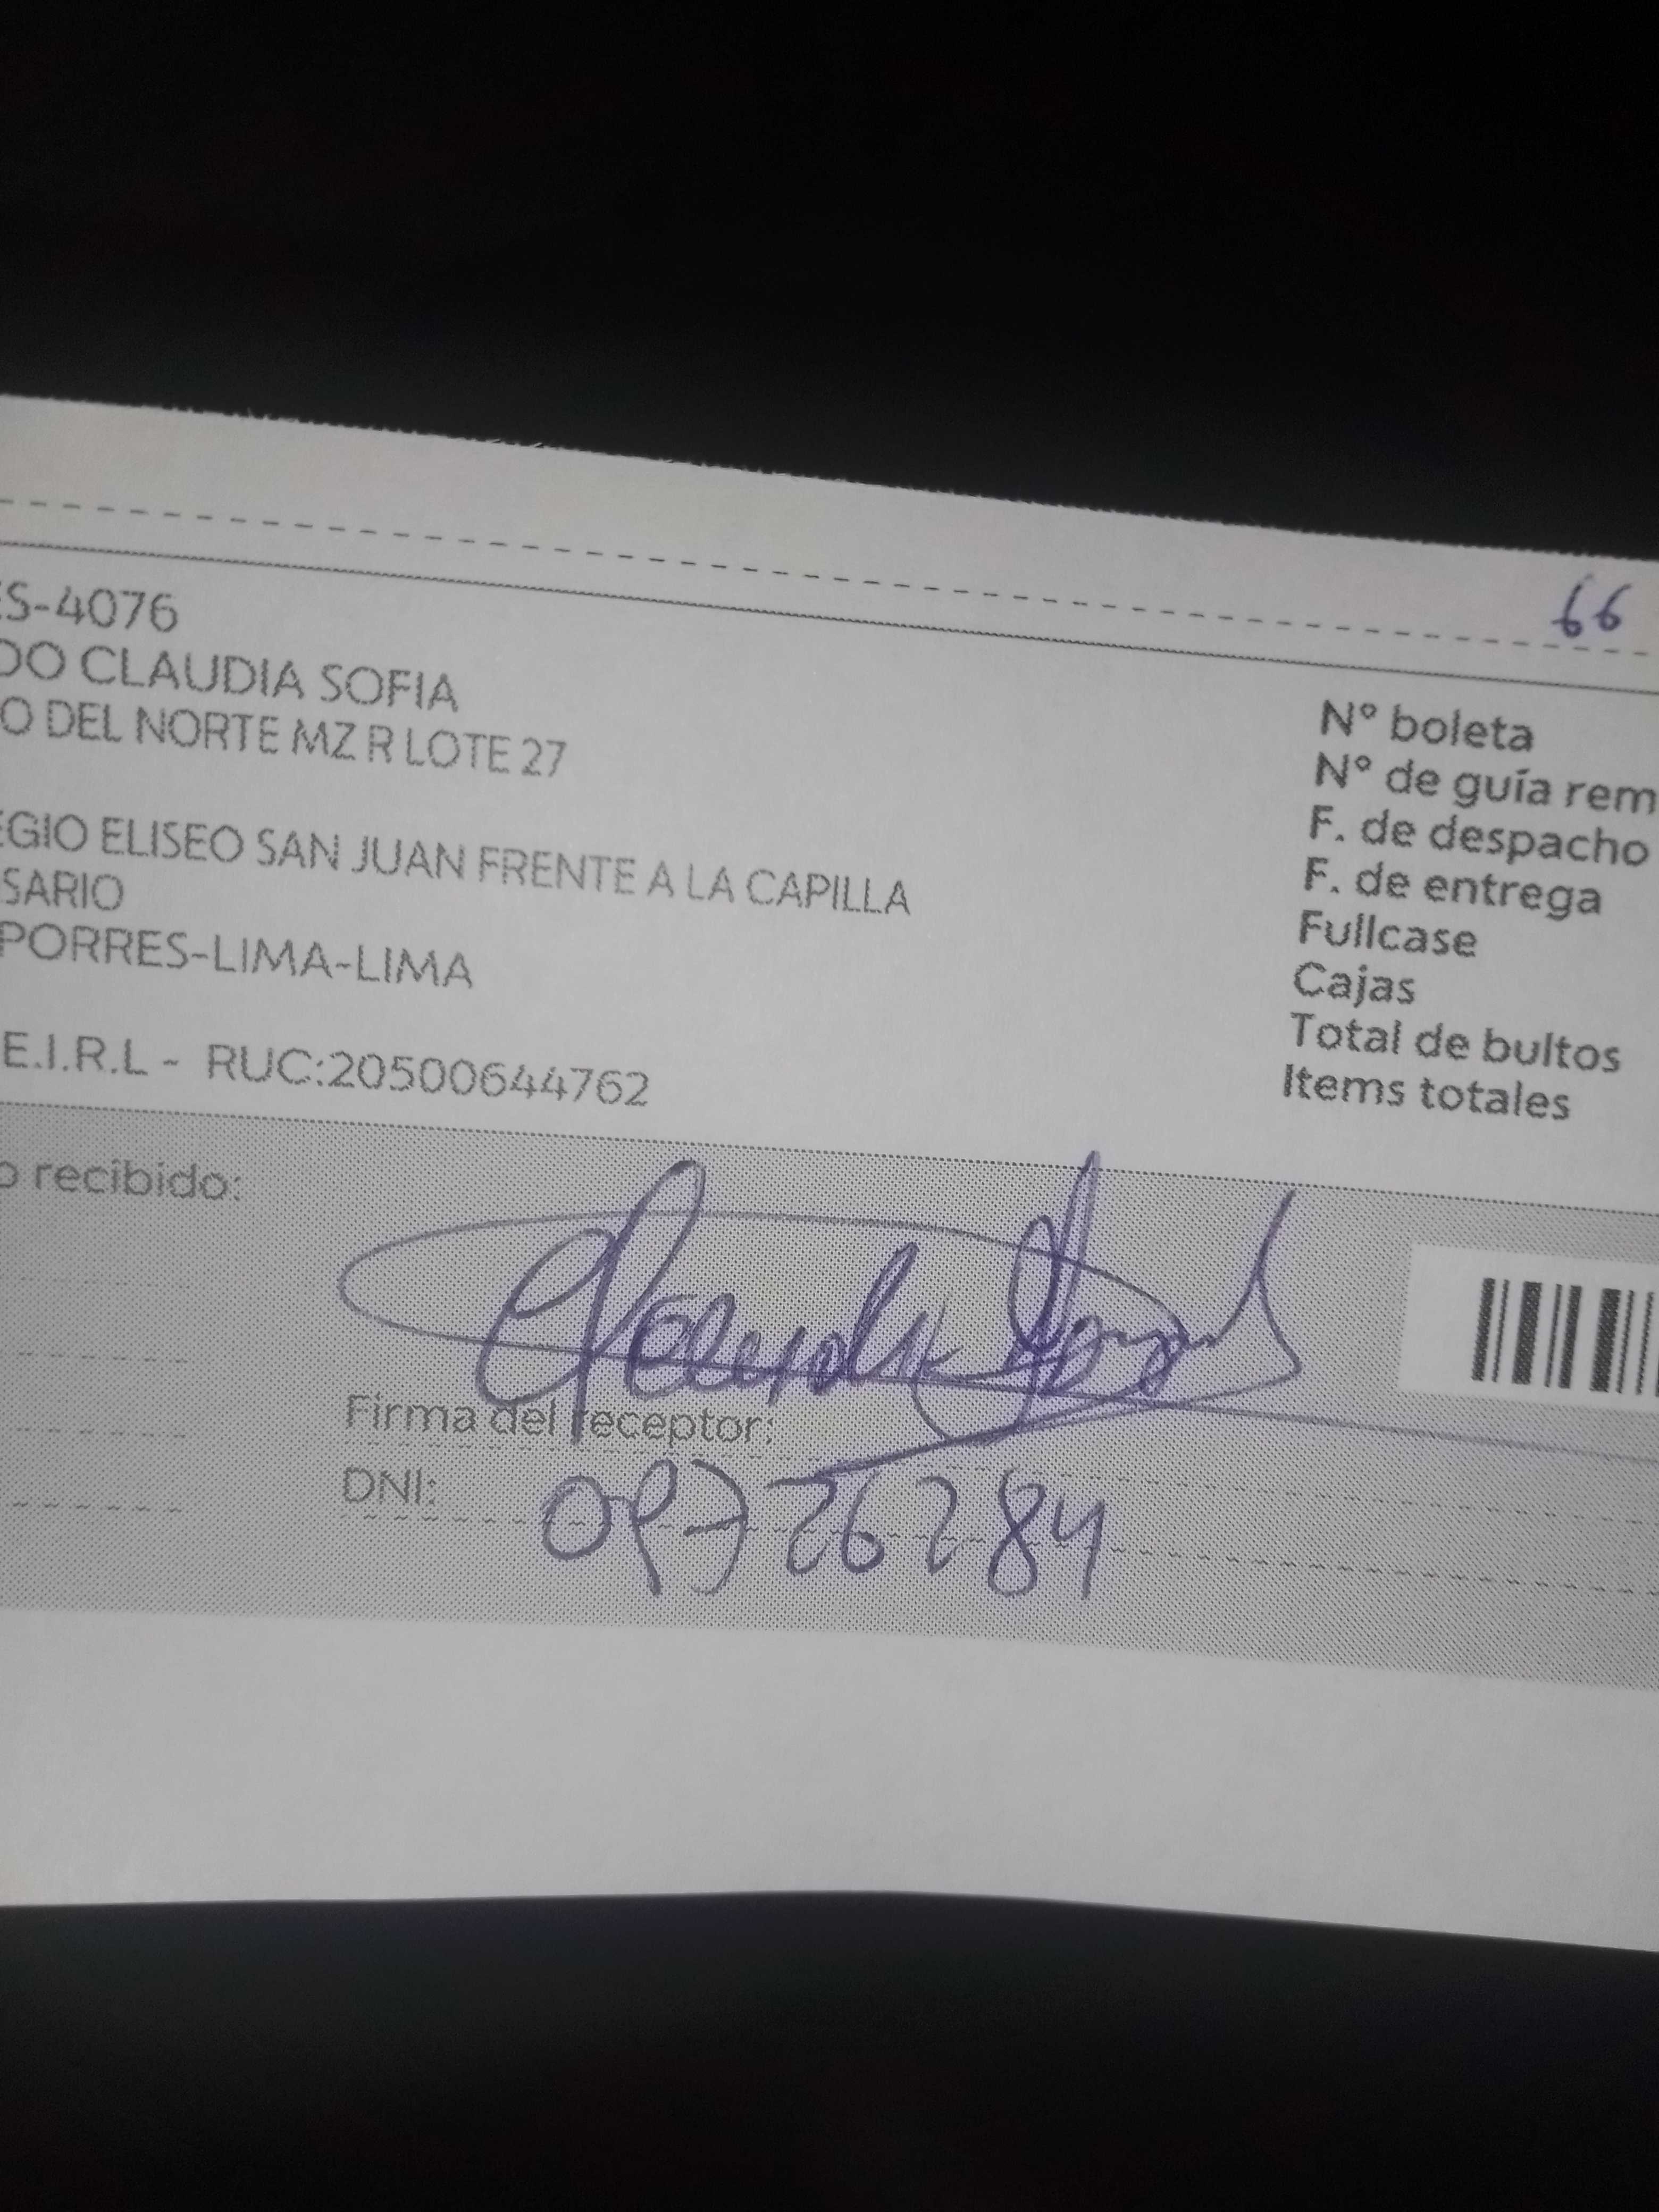 66
ES-4076
DO CLAUDIA SOFIA
O DEL NORTE MZ R LOTE 27
EGIO ELISEO SAN JUAN FRENTE A LA CAPILLA
SARIO
PORRES-LIMA-LIMA
E.I.R.L - RUC:20500644762
N° boleta
N° de guía rem
F. de despacho
F. de entrega
Fullcase
Cajas
Total de bultos
Items totales
o recibido:
Firma del receptor:
DNI: 09726284